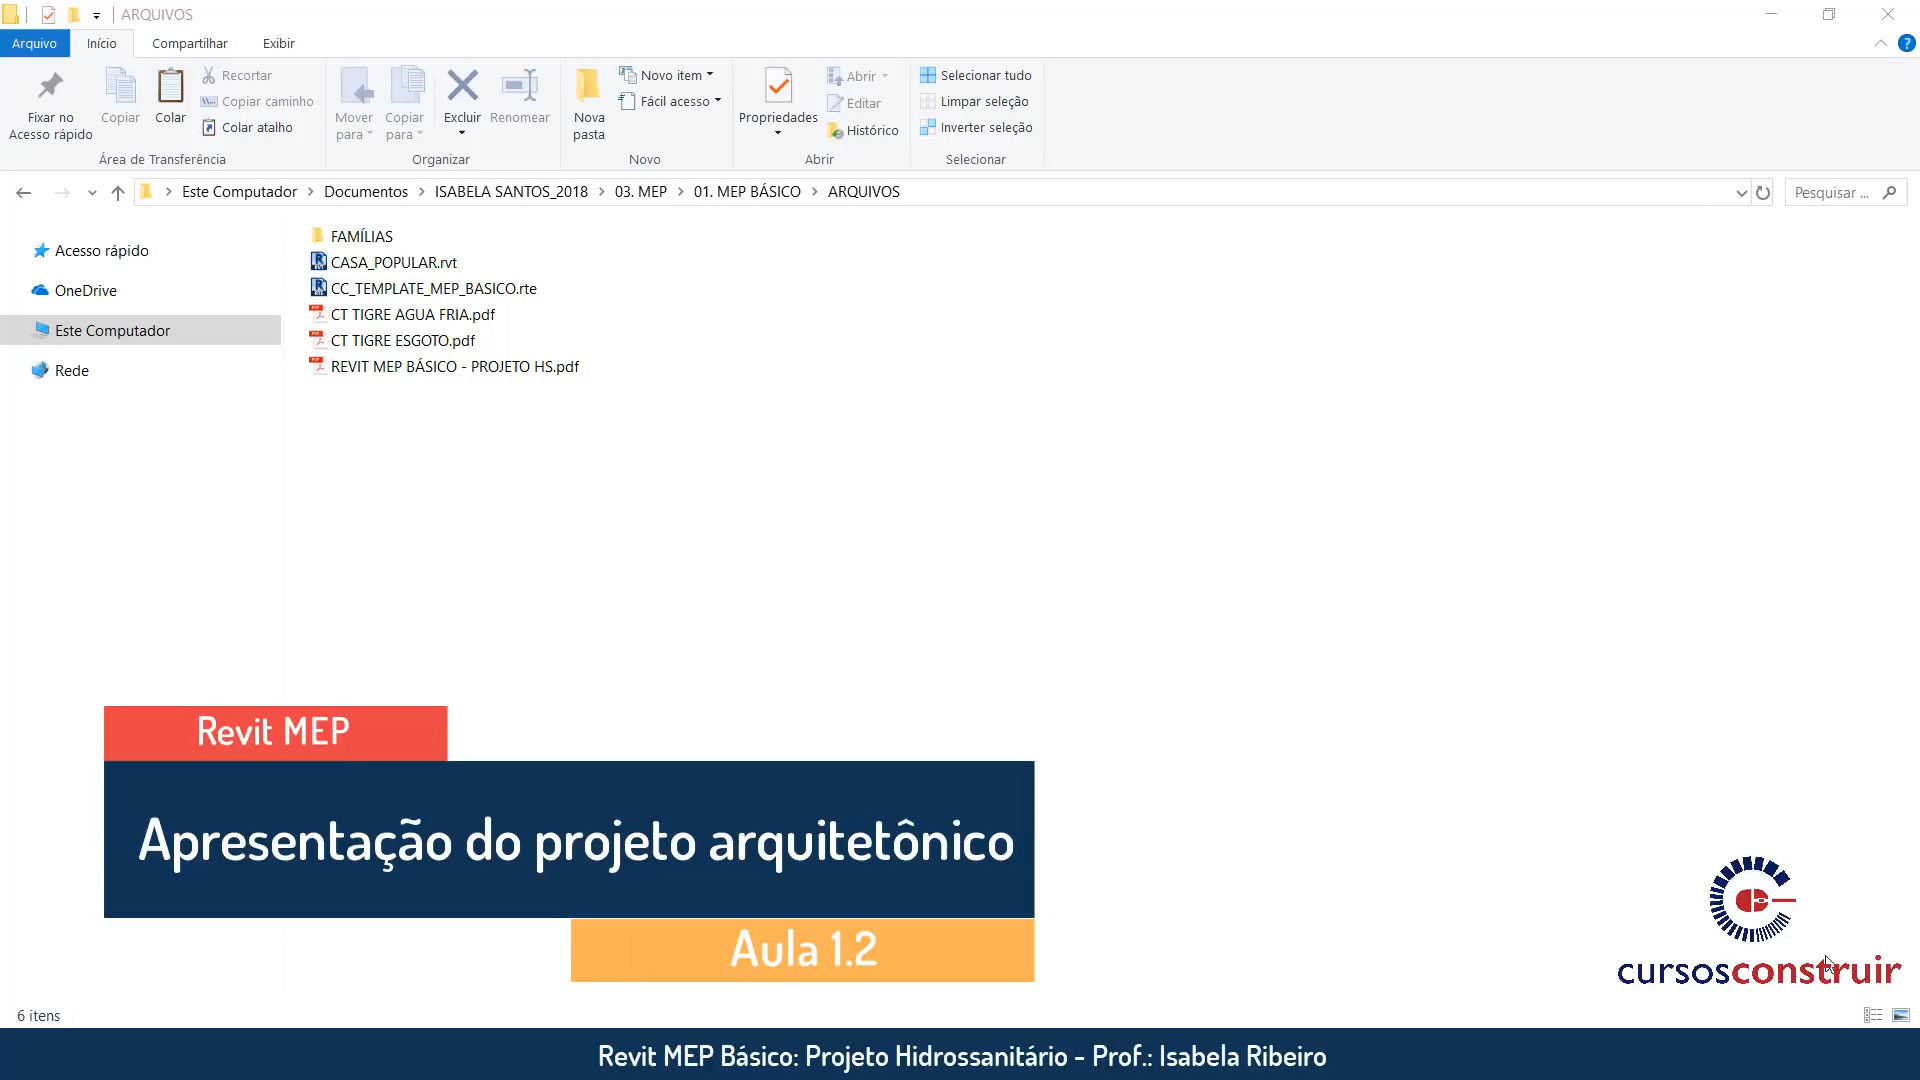 ARQUIVOS
Arquivo
Início
Compartilhar
Exibir
Fixar no
Acesso rápido
Copiar
Colar
Recortar
Copiar caminho
Colar atalho
Área de Transferência
Mover
para
Copiar
para
Excluir
Renomear
Organizar
Nova
pasta
Novo item
Fácil acesso
Novo
Propriedades
Abrir
Editar
Histórico
Abrir
Selecionar tudo
Limpar seleção
Inverter seleção
Selecionar
Este Computador > Documentos > ISABELA SANTOS_2018 > 03. MEP > 01. MEP BÁSICO > ARQUIVOS
Pesquisar ...
Acesso rápido
OneDrive
Este Computador
Rede
FAMÍLIAS
CASA_POPULAR.rvt
CC_TEMPLATE_MEP_BASICO.rte
CT TIGRE AGUA FRIA.pdf
CT TIGRE ESGOTO.pdf
REVIT MEP BÁSICO - PROJETO HS.pdf
Revit MEP
Apresentação do projeto arquitetônico
Aula 1.2
cursosconstruir
6 itens
Revit MEP Básico: Projeto Hidrossanitário - Prof.: Isabela Ribeiro